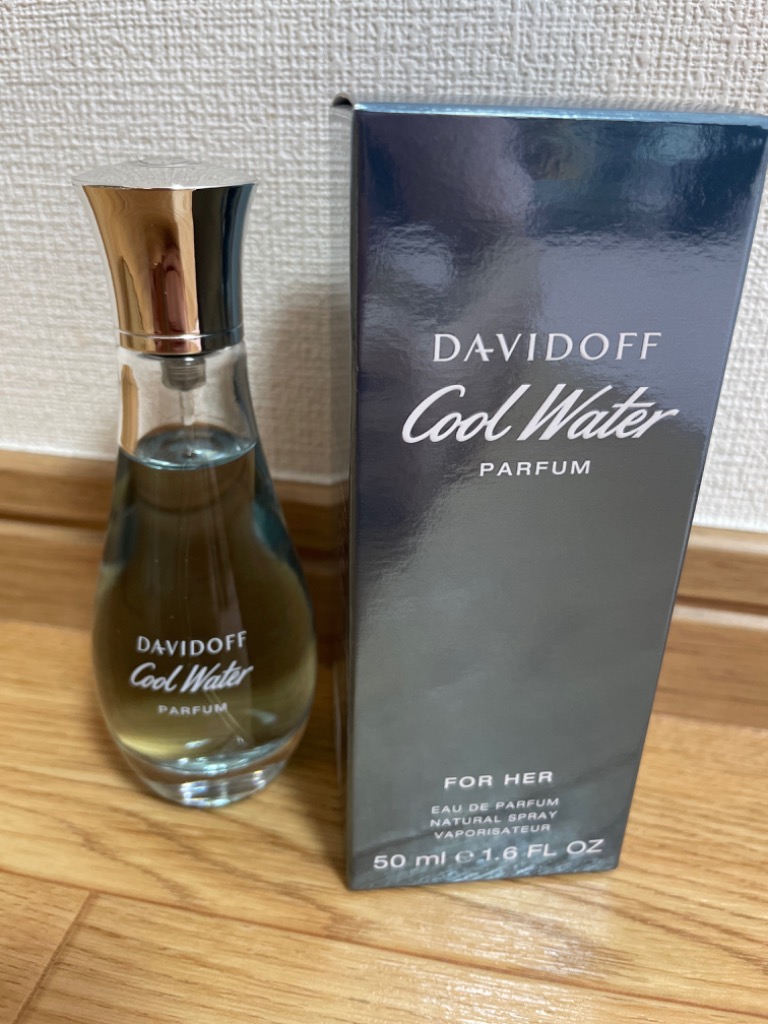 DAVIDOFF
Cool Water
PARFUM
DAVIDOFF
Cool Water
PARFUM
FOR HER
EAU DE PARFUM
NATURAL SPRAY
VAPORISATEUR
50 ml ℮ 1.6 FL OZ